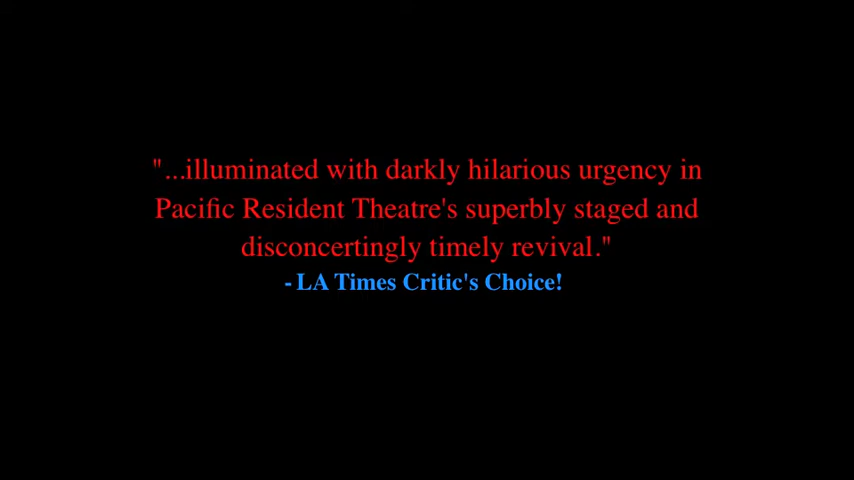 "...illuminated with darkly hilarious urgency in
Pacific Resident Theatre's superbly staged and
disconcertingly timely revival."
- LA Times Critic's Choice!